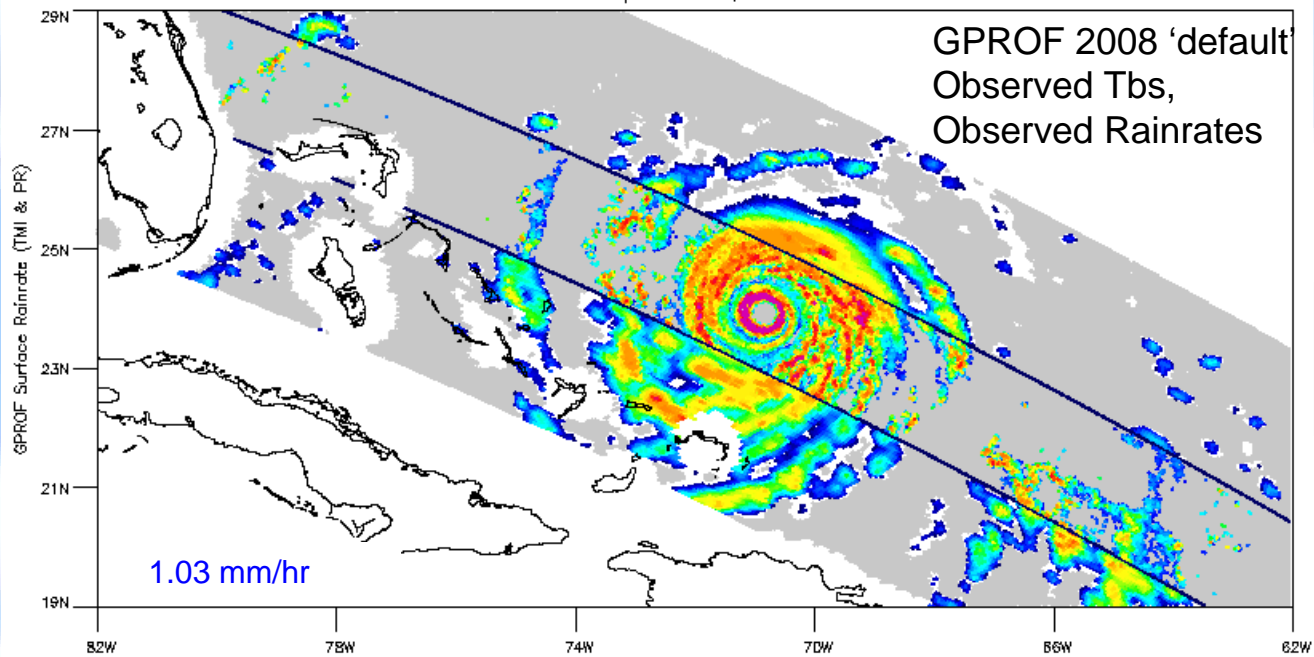 29N
GPROF 2008 ‘default’
Observed Tbs,
Observed Rainrates
27N
25N
23N
21N
19N
GPROF Surface Rainrate (TMI & PR)
1.03 mm/hr
82W 78W 74W 70W 66W 62W